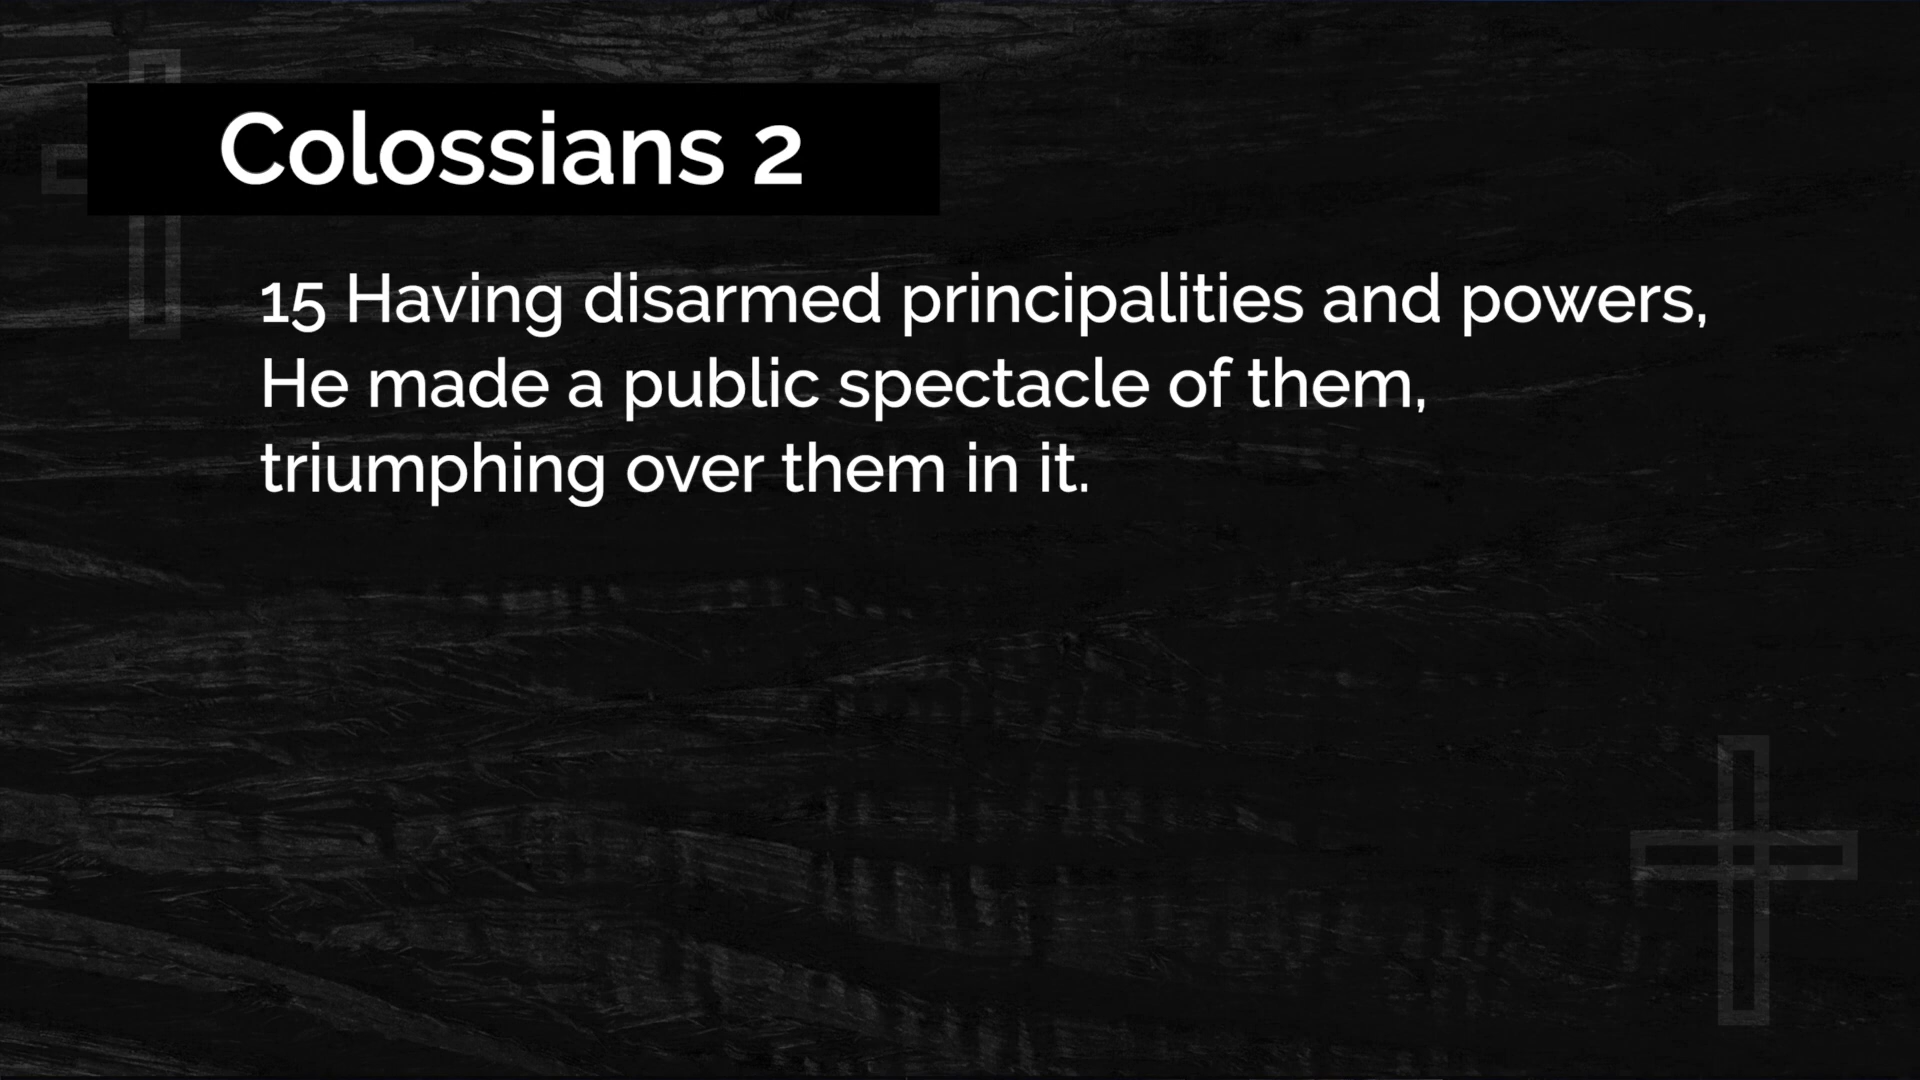 Colossians 2
15 Having disarmed principalities and powers,
He made a public spectacle of them,
triumphing over them in it.